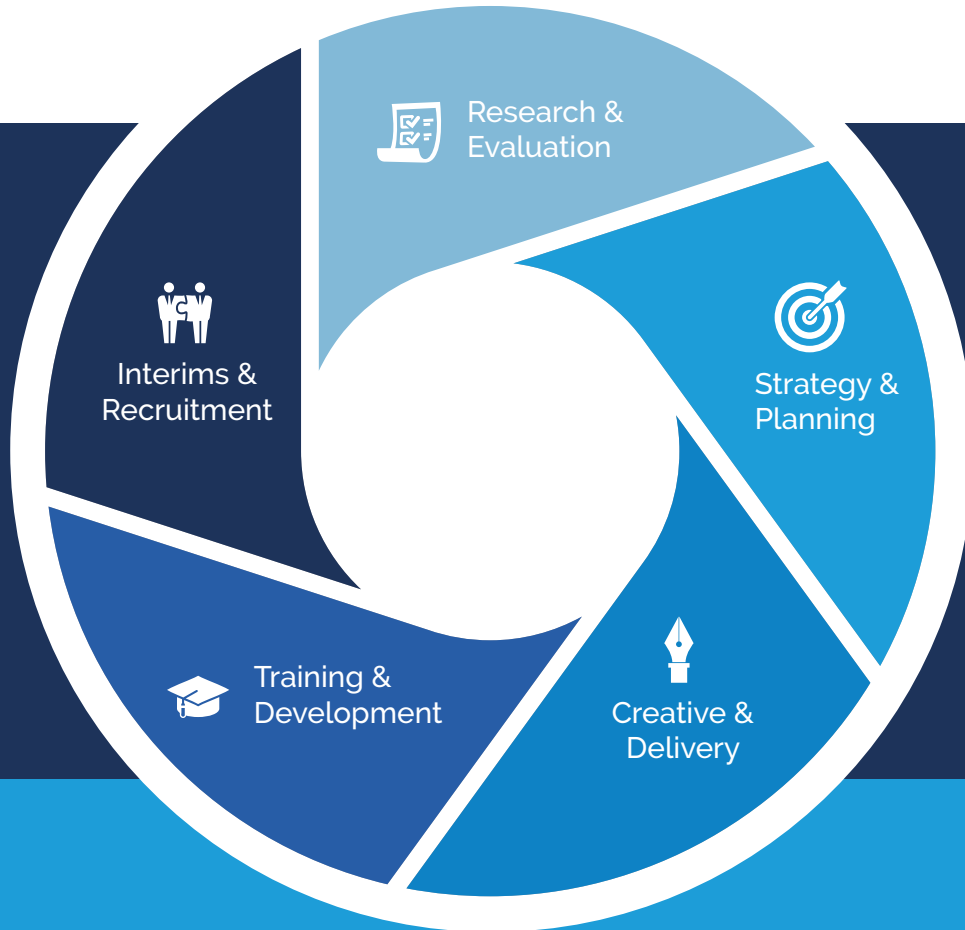 Research &
Evaluation
Strategy &
Planning
Creative &
Delivery
Training &
Development
Interims &
Recruitment